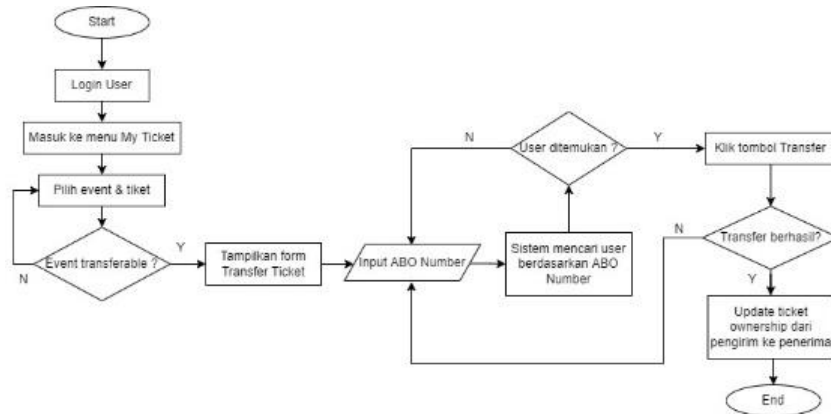 Start
Login User
Masuk ke menu My Ticket
Pilih event & tiket
Event transferable ?
N
Y
Tampilkan form
Transfer Ticket
Input ABO Number
Sistem mencari user
berdasarkan ABO
Number
User ditemukan ?
N
Y
Klik tombol Transfer
Transfer berhasil?
N
Y
Update ticket
ownership dari
pengirim ke penerima
End